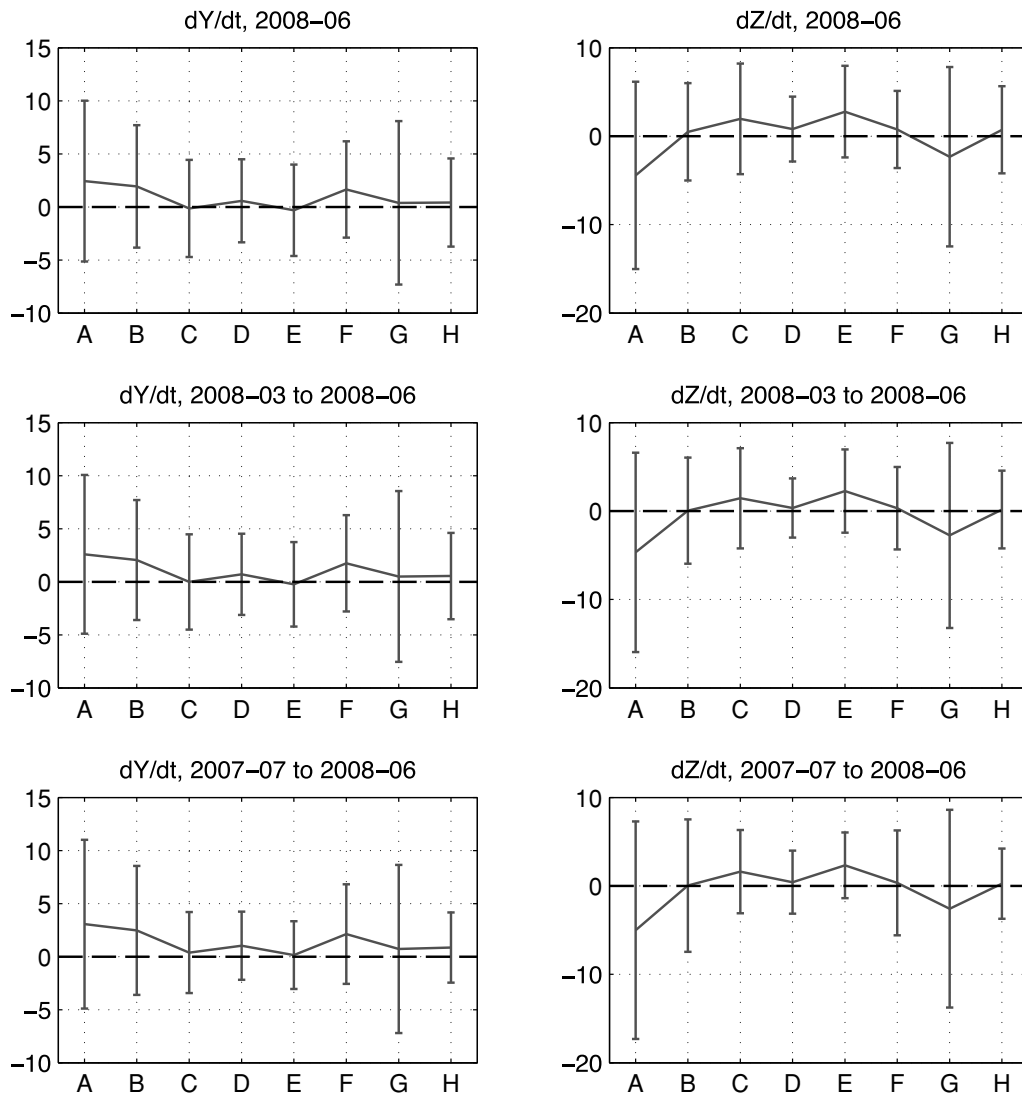 dY/dt, 2008−06
15
10
5
0
−5
−10
A B C D E F G H
dZ/dt, 2008−06
10
0
−10
−20
A B C D E F G H
dY/dt, 2008−03 to 2008−06
15
10
5
0
−5
−10
A B C D E F G H
dZ/dt, 2008−03 to 2008−06
10
0
−10
−20
A B C D E F G H
dY/dt, 2007−07 to 2008−06
15
10
5
0
−5
−10
A B C D E F G H
dZ/dt, 2007−07 to 2008−06
10
0
−10
−20
A B C D E F G H